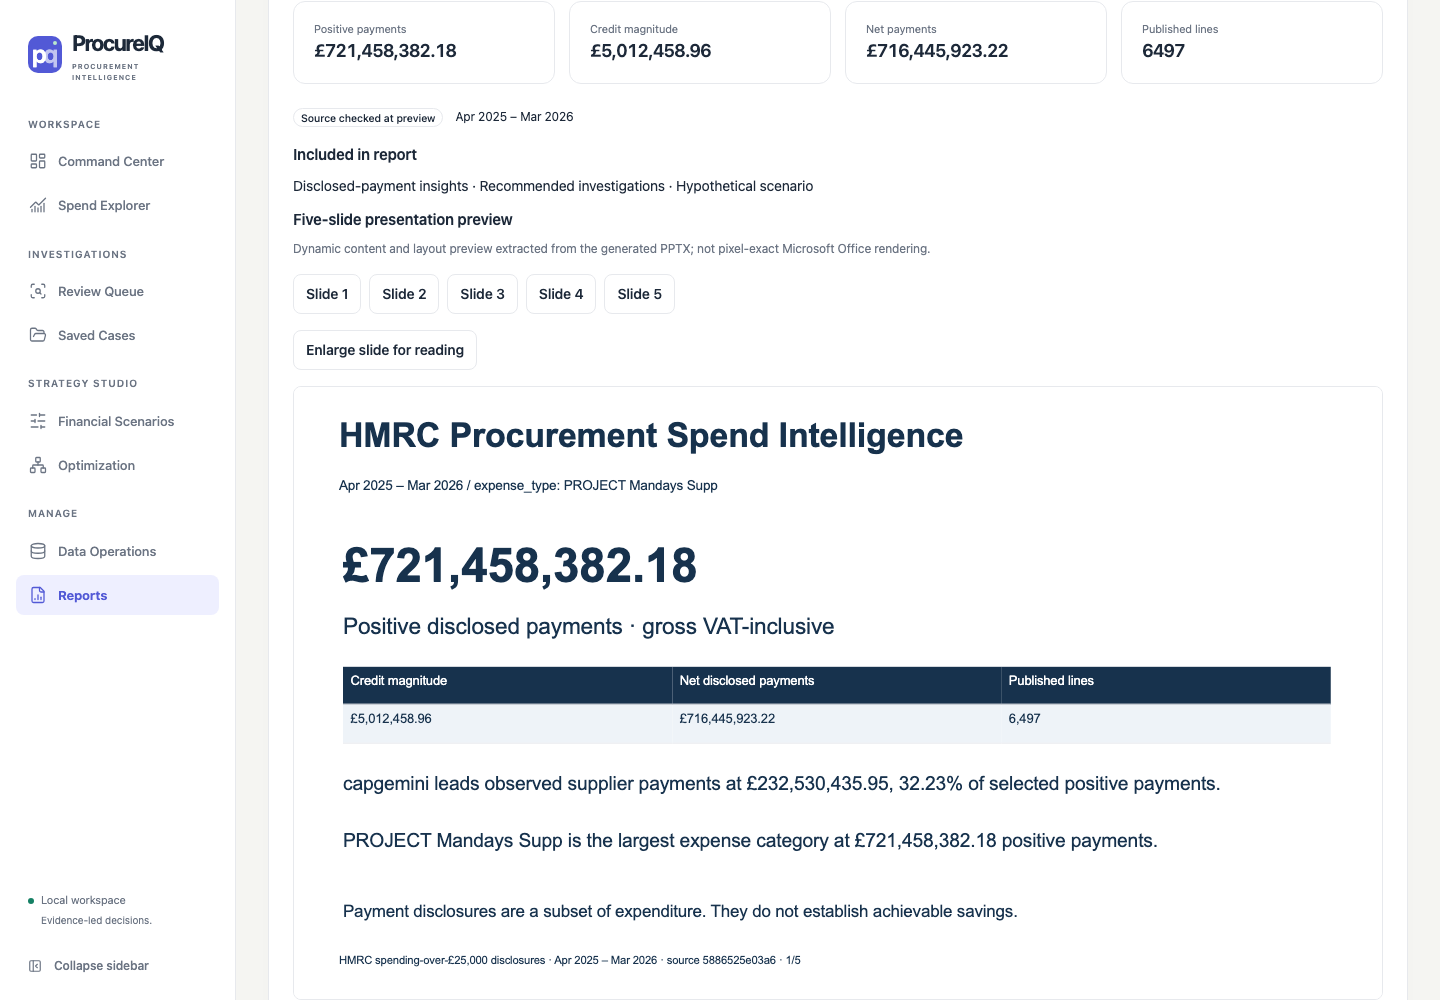 pq
ProcureIQ
PROCUREMENT
INTELLIGENCE
WORKSPACE
Command Center
Spend Explorer
INVESTIGATIONS
Review Queue
Saved Cases
STRATEGY STUDIO
Financial Scenarios
Optimization
MANAGE
Data Operations
Reports
Local workspace
Evidence-led decisions.
Collapse sidebar
Positive payments
£721,458,382.18
Credit magnitude
£5,012,458.96
Net payments
£716,445,923.22
Published lines
6497
Source checked at preview Apr 2025 – Mar 2026
Included in report
Disclosed-payment insights · Recommended investigations · Hypothetical scenario
Five-slide presentation preview
Dynamic content and layout preview extracted from the generated PPTX; not pixel-exact Microsoft Office rendering.
Slide 1 Slide 2 Slide 3 Slide 4 Slide 5
Enlarge slide for reading
HMRC Procurement Spend Intelligence
Apr 2025 – Mar 2026 / expense_type: PROJECT Mandays Supp
£721,458,382.18
Positive disclosed payments · gross VAT-inclusive
Credit magnitude Net disclosed payments Published lines
£5,012,458.96 £716,445,923.22 6,497
capgemini leads observed supplier payments at £232,530,435.95, 32.23% of selected positive payments.
PROJECT Mandays Supp is the largest expense category at £721,458,382.18 positive payments.
Payment disclosures are a subset of expenditure. They do not establish achievable savings.
HMRC spending-over-£25,000 disclosures · Apr 2025 – Mar 2026 · source 5886525e03a6 · 1/5